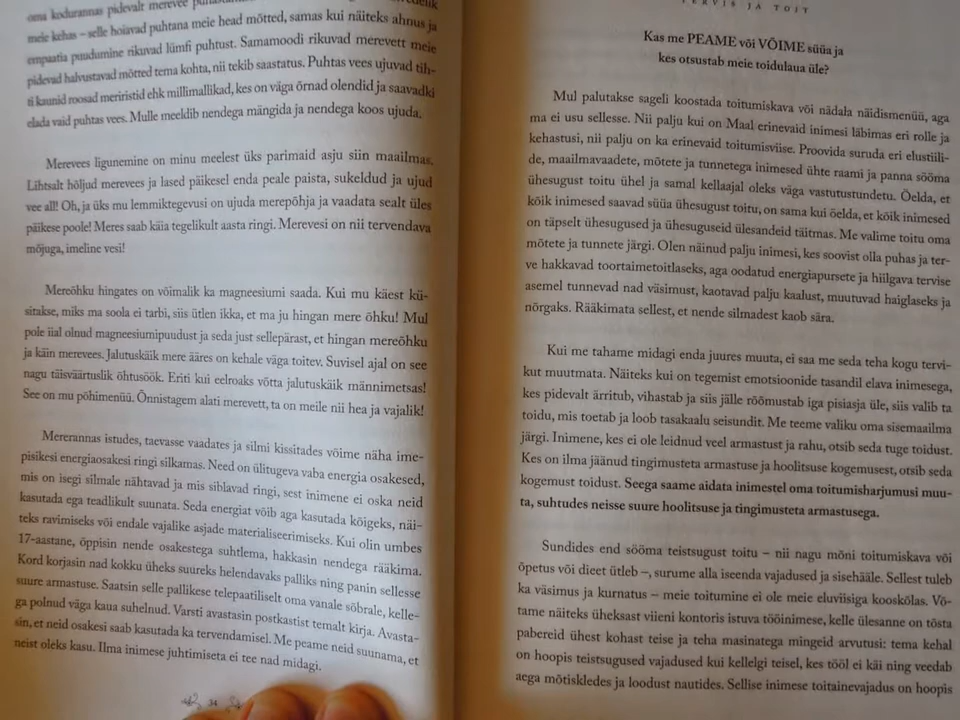 oma kodurannas pidevalt merevee
meie kehas – selle hoiavad puhtana meie head mõtted, samas kui näiteks ahnus ja
empaatia puudumine rikuvad lümfi puhtust. Samamoodi rikuvad merevett meie
pidevad halvustavad mõtted tema kohta, nii tekib saastatus. Puhtas vees ujuvad tih-
ti kaunid roosad meriristid ehk millimallikad, kes on väga õrnad olendid ja saavadki
elada vaid puhtas vees. Mulle meeldib nendega mängida ja nendega koos ujuda.
Merevees ligunemine on minu meelest üks parimaid asju siin maailmas.
Lihtsalt hõljud merevees ja lased päikesel enda peale paista, sukeldud ja ujud
vee all! Oh, ja üks mu lemmiktegevusi on ujuda merepõhja ja vaadata sealt üles
päikese poole! Meres saab käia tegelikult aasta ringi. Merevesi on nii tervendava
mõjuga, imeline vesi!
Mereõhku hingates on võimalik ka magneesiumi saada. Kui mu käest kü-
sitakse, miks ma soola ei tarbi, siis ütlen ikka, et ma ju hingan mere õhku! Mul
pole iial olnud magneesiumipuudust ja seda just sellepärast, et hingan mereõhku
ja käin merevees. Jalutuskäik mere ääres on kehale väga toitev. Suvisel ajal on see
nagu täisväärtuslik õhtusöök. Eriti kui eelroaks võtta jalutuskäik männimetsas!
See on mu põhimenüü. Õnnistagem alati merevett, ta on meile nii hea ja vajalik!
Mererannas istudes, taevasse vaadates ja silmi kissitades võime näha ime-
pisikesi energiaosakesi ringi silkamas. Need on ülitugeva vaba energia osakesed,
mis on isegi silmale nähtavad ja mis siblavad ringi, sest inimene ei oska neid
kasutada ega teadlikult suunata. Seda energiat võib aga kasutada kõigeks, näi-
teks ravimiseks või endale vajalike asjade materialiseerimiseks. Kui olin umbes
17-aastane, õppisin nende osakestega suhtlema, hakkasin nendega rääkima.
Kord korjasin nad kokku üheks suureks helendavaks palliks ning panin sellesse
suure armastuse. Saatsin selle pallikese telepaatiliselt oma vanale sõbrale, kelle-
ga polnud väga kaua suhelnud. Varsti avastasin postkastist temalt kirja. Avasta-
sin, et neid osakesi saab kasutada ka tervendamisel. Me peame neid suunama, et
neist oleks kasu. Ilma inimese juhtimiseta ei tee nad midagi.
34
TERVIS JA TOIT
Kas me PEAME või VÕIME süüa ja
kes otsustab meie toidulaua üle?
Mul palutakse sageli koostada toitumiskava või nädala näidismenüü, aga
ma ei usu sellesse. Nii palju kui on Maal erinevaid inimesi läbimas eri rolle ja
kehastusi, nii palju on ka erinevaid toitumisviise. Proovida suruda eri elustiili-
de, maailmavaadete, mõtete ja tunnetega inimesed ühte raami ja panna sööma
ühesugust toitu ühel ja samal kellaajal oleks väga vastutustundetu. Öelda, et
kõik inimesed saavad süüa ühesugust toitu, on sama kui öelda, et kõik inimesed
on täpselt ühesugused ja ühesuguseid ülesandeid täitmas. Me valime toitu oma
mõtete ja tunnete järgi. Olen näinud palju inimesi, kes soovist olla puhas ja ter-
ve hakkavad toortaimetoitlaseks, aga oodatud energiapursete ja hiilgava tervise
asemel tunnevad nad väsimust, kaotavad palju kaalust, muutuvad haiglaseks ja
nõrgaks. Rääkimata sellest, et nende silmadest kaob sära.
Kui me tahame midagi enda juures muuta, ei saa me seda teha kogu tervi-
kut muutmata. Näiteks kui on tegemist emotsioonide tasandil elava inimesega,
kes pidevalt ärritub, vihastab ja siis jälle rõõmustab iga pisiasja üle, siis valib ta
toidu, mis toetab ja loob tasakaalu seisundit. Me teeme valiku oma sisemaailma
järgi. Inimene, kes ei ole leidnud veel armastust ja rahu, otsib seda tuge toidust.
Kes on ilma jäänud tingimusteta armastuse ja hoolitsuse kogemusest, otsib seda
kogemust toidust. Seega saame aidata inimestel oma toitumisharjumusi muu-
ta, suhtudes neisse suure hoolitsuse ja tingimusteta armastusega.
Sundides end sööma teistsugust toitu – nii nagu mõni toitumiskava või
õpetus või dieet ütleb –, surume alla iseenda vajadused ja sisehääle. Sellest tuleb
ka väsimus ja kurnatus – meie toitumine ei ole meie eluviisiga kooskõlas. Võ-
tame näiteks üheksast viieni kontoris istuva tööinimese, kelle ülesanne on tõsta
pabereid ühest kohast teise ja teha masinatega mingeid arvutusi: tema kehal
on hoopis teistsugused vajadused kui kellelgi teisel, kes tööl ei käi ning veedab
aega mõtiskledes ja loodust nautides. Sellise inimese toitainevajadus on hoopis